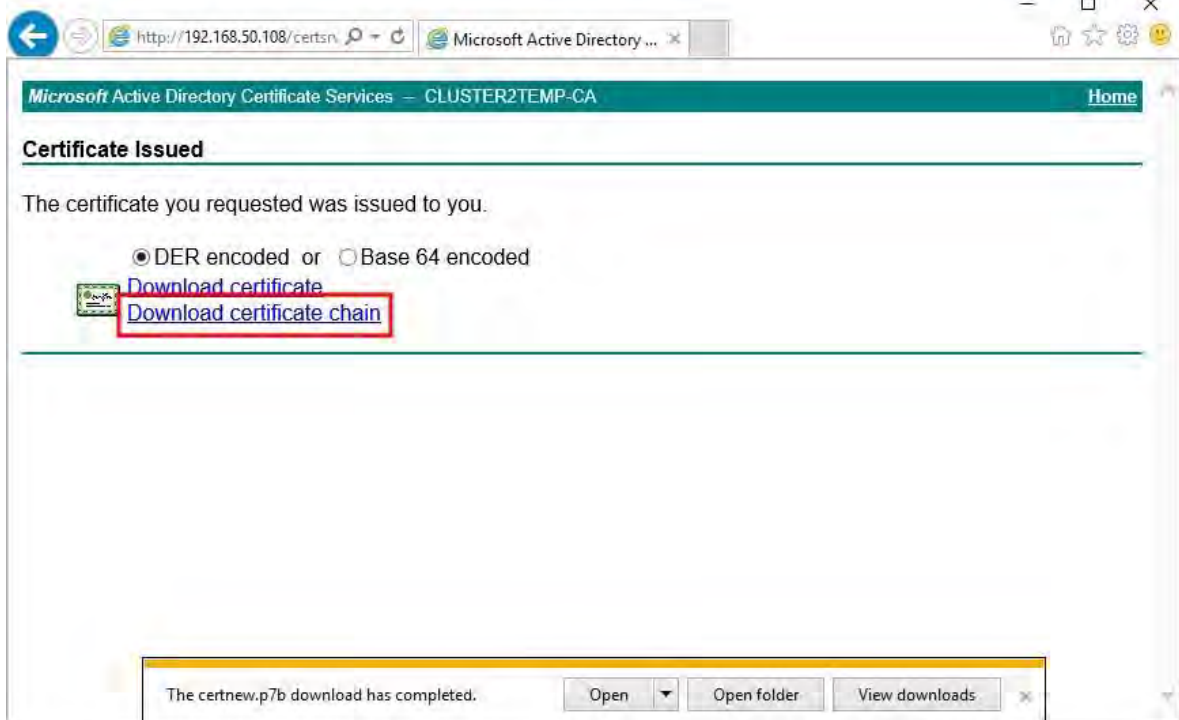 http://192.168.50.108/certsn
Microsoft Active Directory ...
Microsoft Active Directory Certificate Services -- CLUSTER2TEMP-CA Home
Certificate Issued
The certificate you requested was issued to you.
DER encoded or Base 64 encoded
Download certificate
Download certificate chain
The certnew.p7b download has completed. Open Open folder View downloads